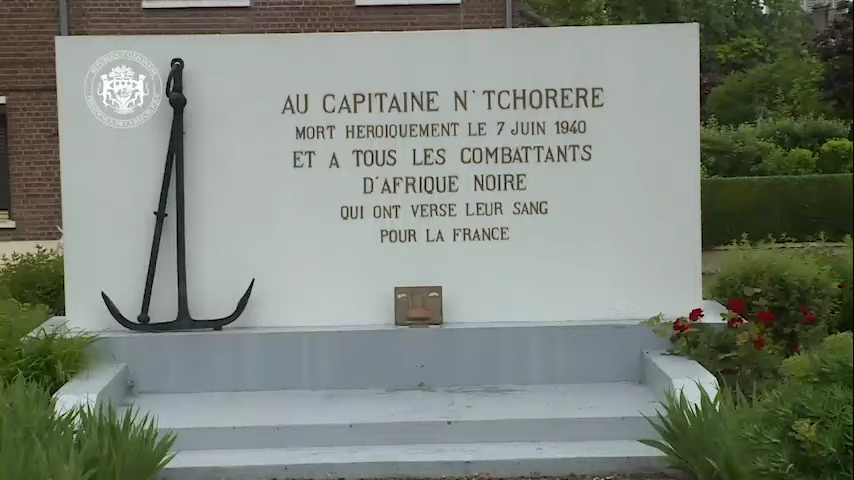 AU CAPITAINE N'TCHORERE
MORT HEROIQUEMENT LE 7 JUIN 1940
ET A TOUS LES COMBATTANTS
D'AFRIQUE NOIRE
QUI ONT VERSE LEUR SANG
POUR LA FRANCE